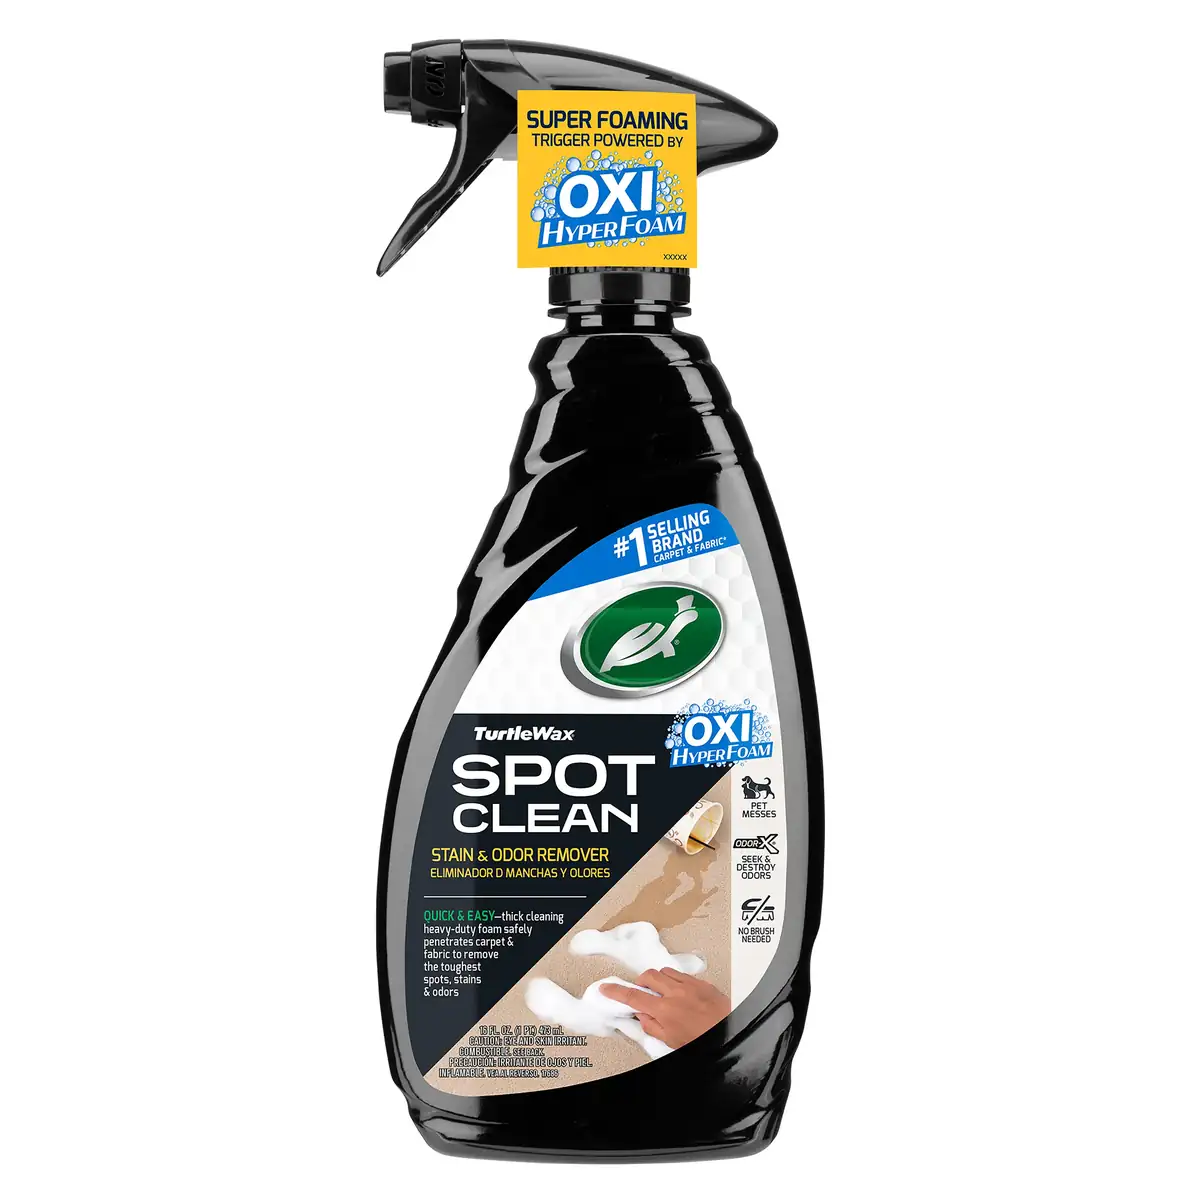 SUPER FOAMING
TRIGGER POWERED BY
OXI
HYPERFOAM
XXXXX
#1 SELLING
BRAND
CARPET & FABRIC*
®
TurtleWax
OXI
HYPERFOAM
SPOT
CLEAN
STAIN & ODOR REMOVER
ELIMINADOR D MANCHAS Y OLORES
QUICK & EASY—thick cleaning
heavy-duty foam safely
penetrates carpet &
fabric to remove
the toughest
spots, stains
& odors
PET
MESSES
ODOR-X
SEEK &
DESTROY
ODORS
NO BRUSH
NEEDED
16 FL. OZ. (1 PT.) 473 mL
CAUTION: EYE AND SKIN IRRITANT.
COMBUSTIBLE. SEE BACK.
PRECAUCIÓN: IRRITANTE DE OJOS Y PIEL.
INFLAMABLE. VEA AL REVERSO.